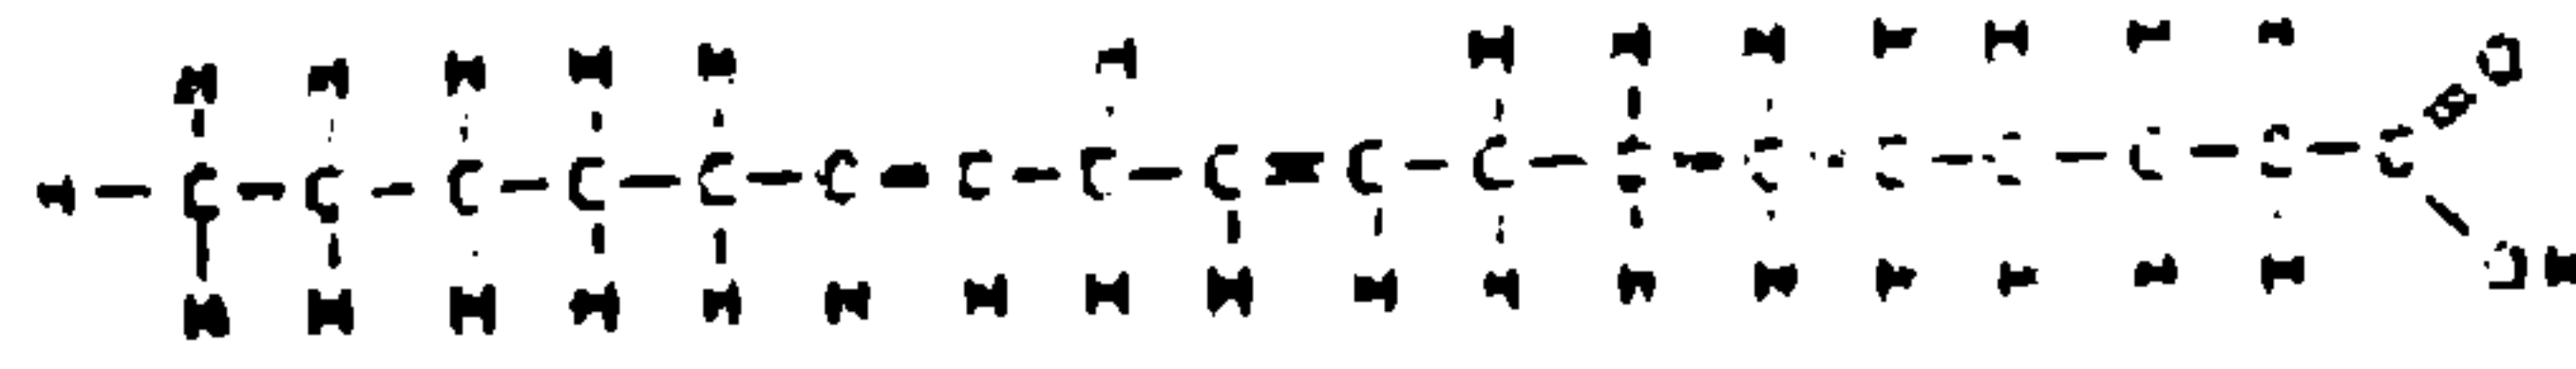 H H H H H H H H H H H H H O
H–C–C–C–C–C–C=C–C–C=C–C–C–C–C–C–C–C–C
H H H H H H H H H H H H H H H H H OH